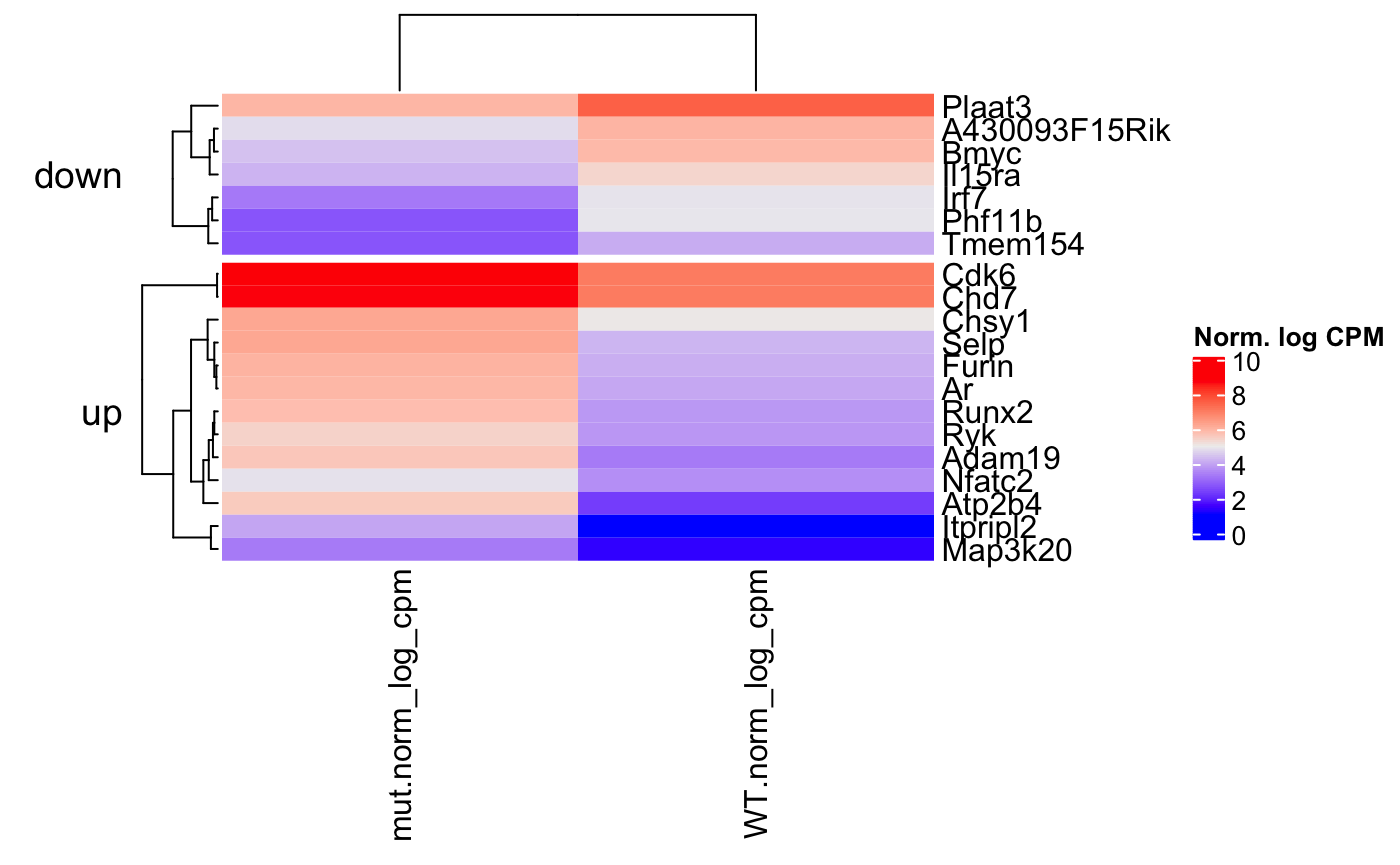 down
Plaat3
A430093F15Rik
Bmyc
Il15ra
Irf7
Phf11b
Tmem154
up
Cdk6
Chd7
Chsy1
Selp
Furin
Ar
Runx2
Ryk
Adam19
Nfatc2
Atp2b4
Itpripl2
Map3k20
mut.norm_log_cpm
WT.norm_log_cpm
Norm. log CPM
10
8
6
4
2
0